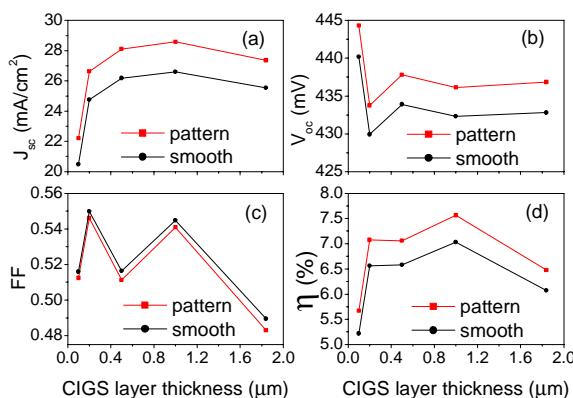 (a)
30
28
26
24
22
20
J_sc (mA/cm²)
pattern
smooth
(b)
445
440
435
430
425
V_oc (mV)
pattern
smooth
(c)
0.56
0.54
0.52
0.50
0.48
FF
pattern
smooth
0.0 0.4 0.8 1.2 1.6 2.0
CIGS layer thickness (μm)
(d)
8.0
7.5
7.0
6.5
6.0
5.5
5.0
η (%)
pattern
smooth
0.0 0.4 0.8 1.2 1.6 2.0
CIGS layer thickness (μm)